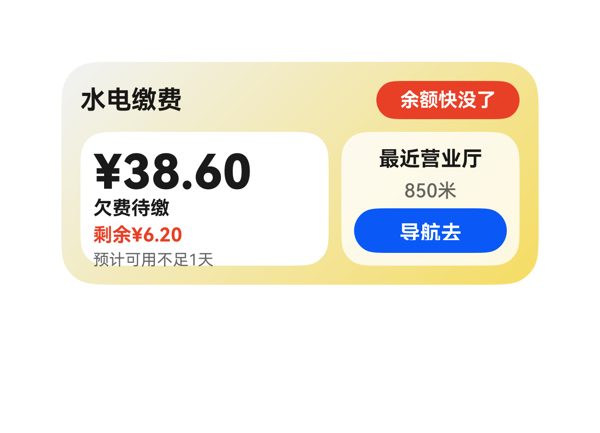 水电缴费
余额快没了
¥38.60
欠费待缴
剩余¥6.20
预计可用不足1天
最近营业厅
850米
导航去